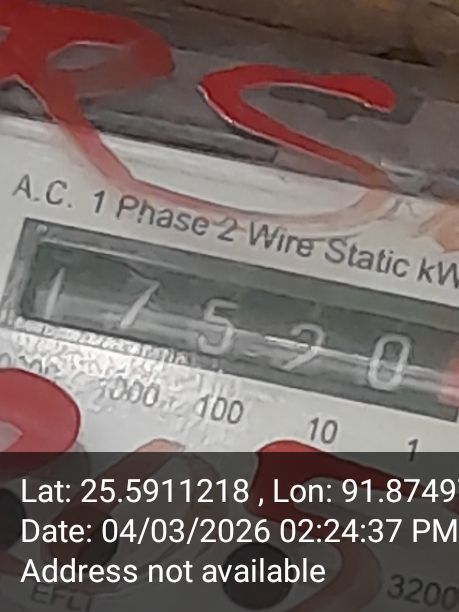 RS
A.C. 1 Phase 2 Wire Static kW
1 7 5 2 0
1000 100 10 1
Lat: 25.5911218 , Lon: 91.8749
Date: 04/03/2026 02:24:37 PM
Address not available
3200